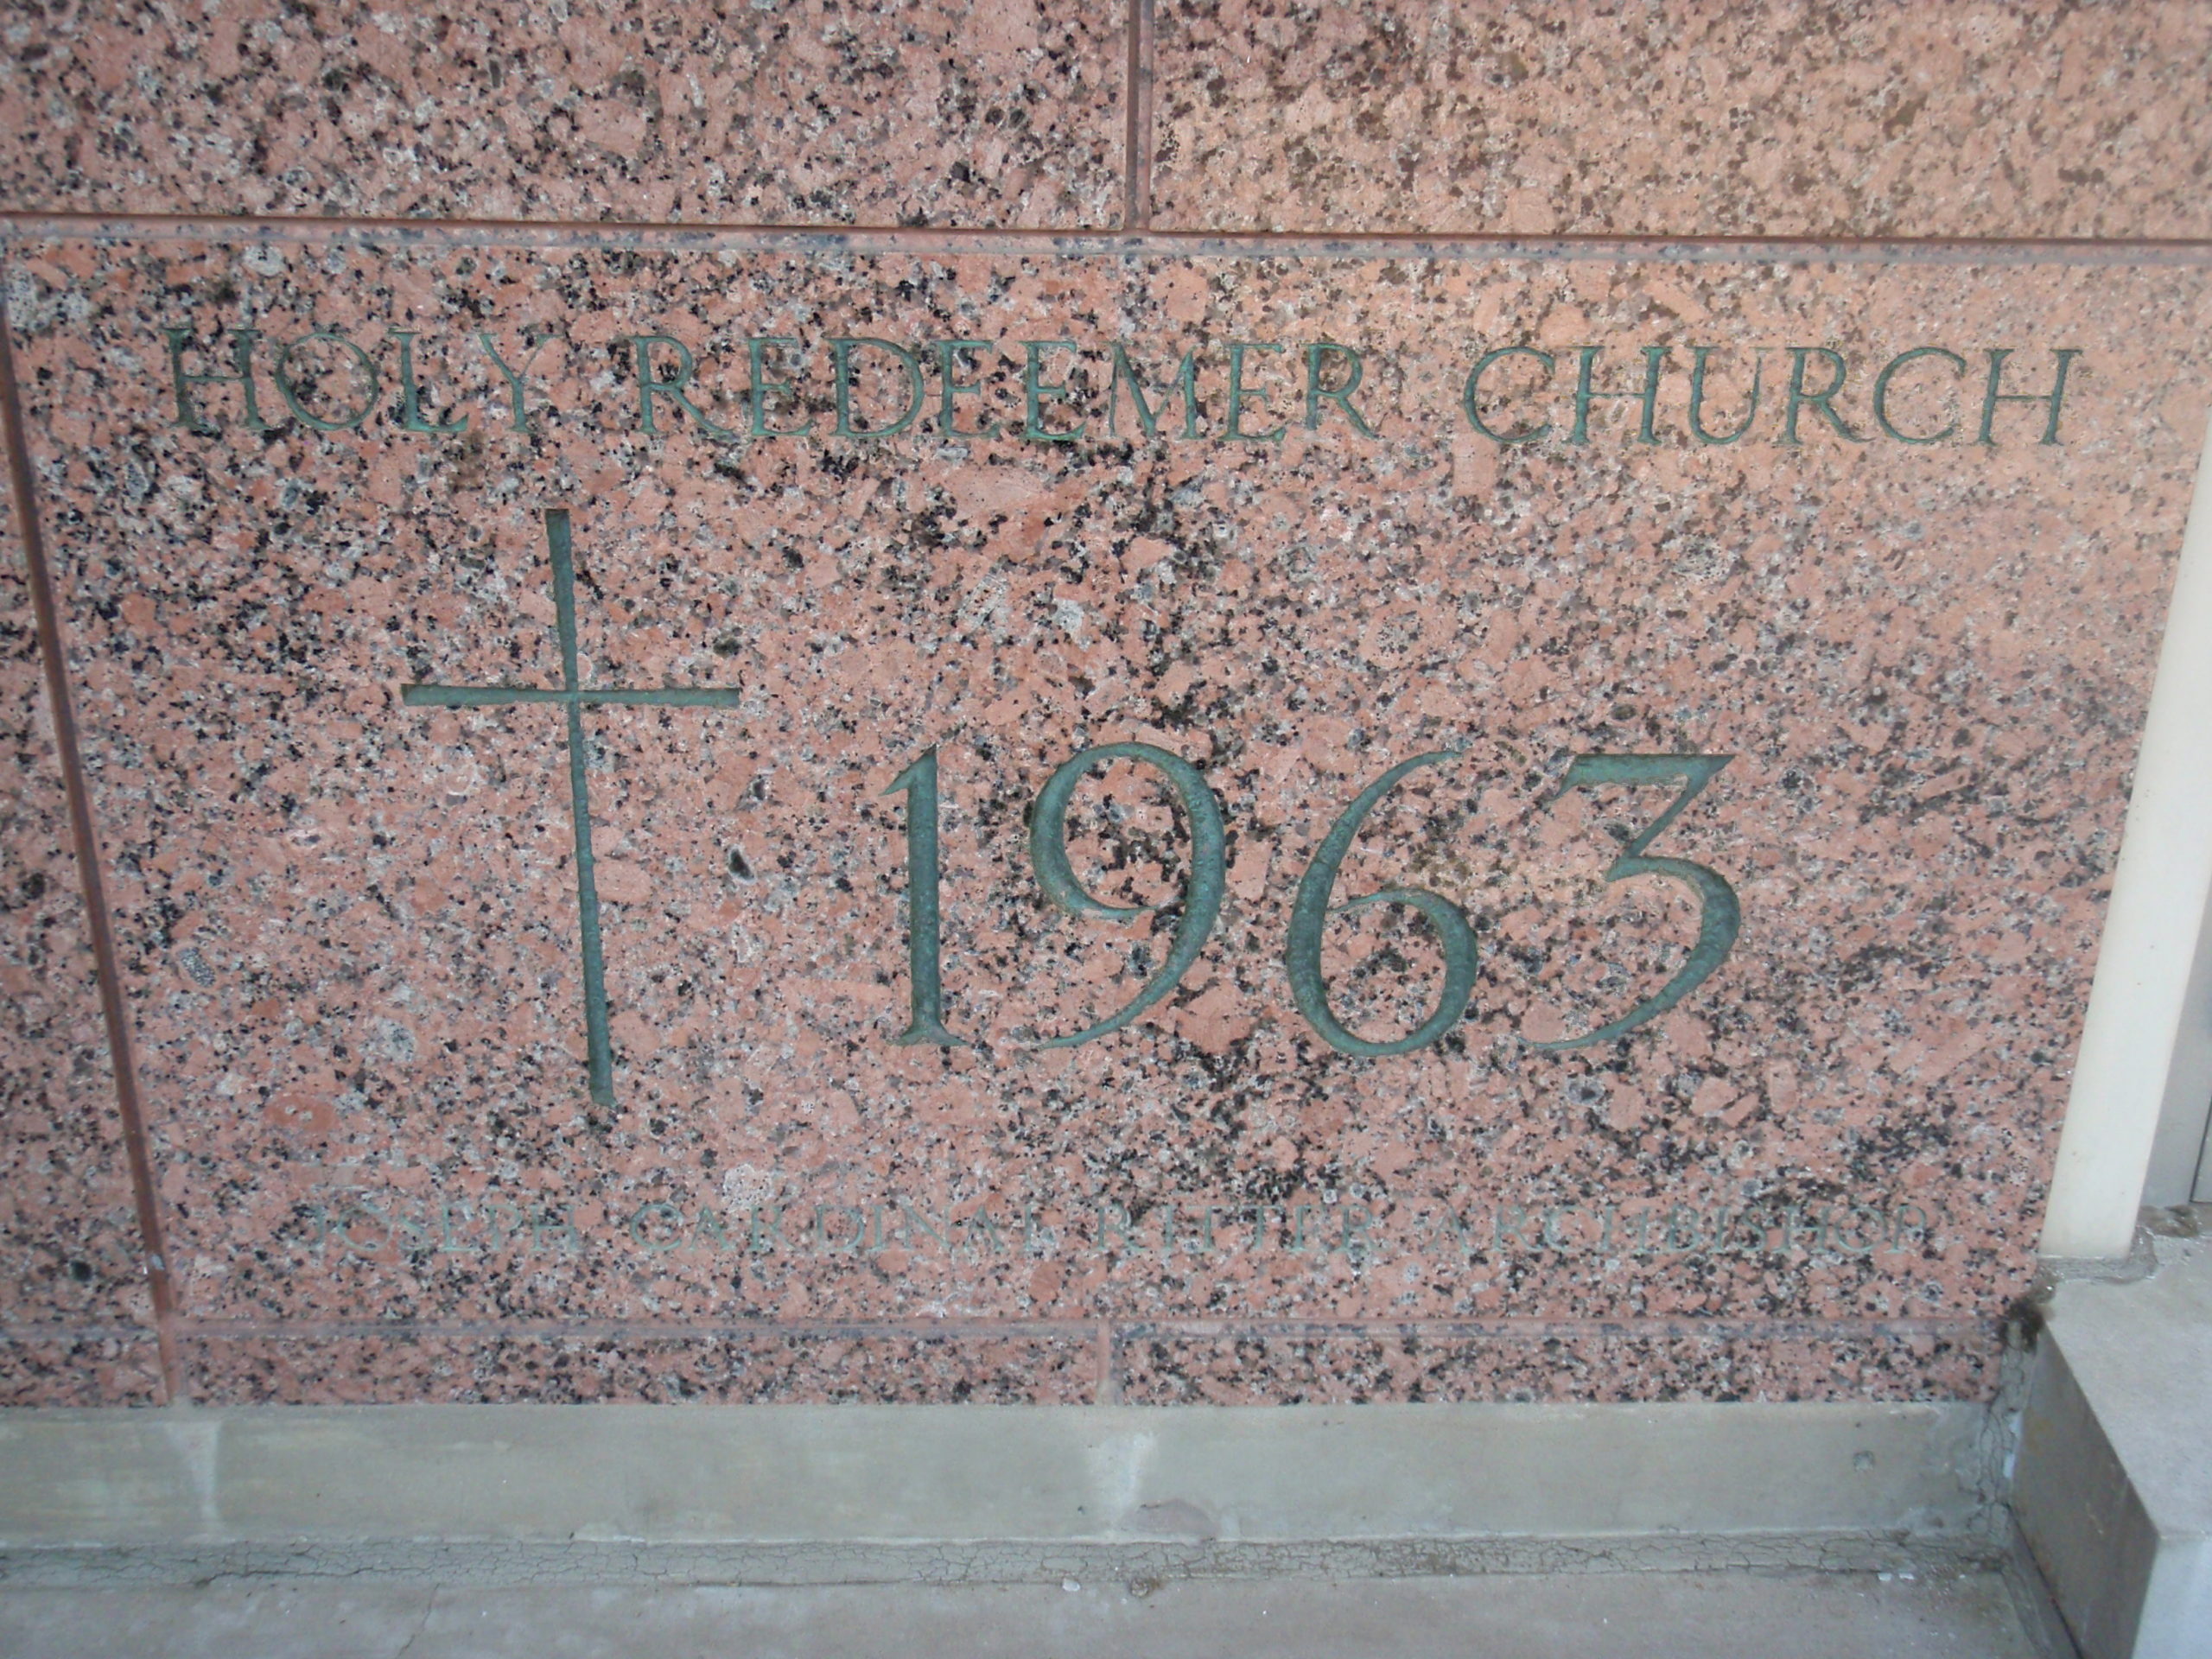 HOLY REDEEMER CHURCH
1963
JOSEPH CARDINAL RITTER ARCHBISHOP